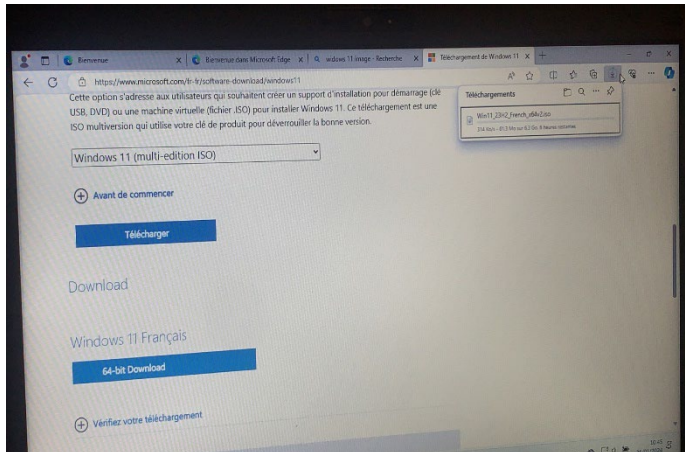 Bienvenue
Bienvenue dans Microsoft Edge
widows 11 image - Recherche
Téléchargement de Windows 11
https://www.microsoft.com/fr-fr/software-download/windows11
Téléchargements
Win11_23H2_French_x64v2.iso
Cette option s'adresse aux utilisateurs qui souhaitent créer un support d'installation pour démarrage (clé
USB, DVD) ou une machine virtuelle (fichier .ISO) pour installer Windows 11. Ce téléchargement est une
ISO multiversion qui utilise votre clé de produit pour déverrouiller la bonne version.
Windows 11 (multi-edition ISO)
Avant de commencer
Télécharger
Download
Windows 11 Français
64-bit Download
Vérifiez votre téléchargement